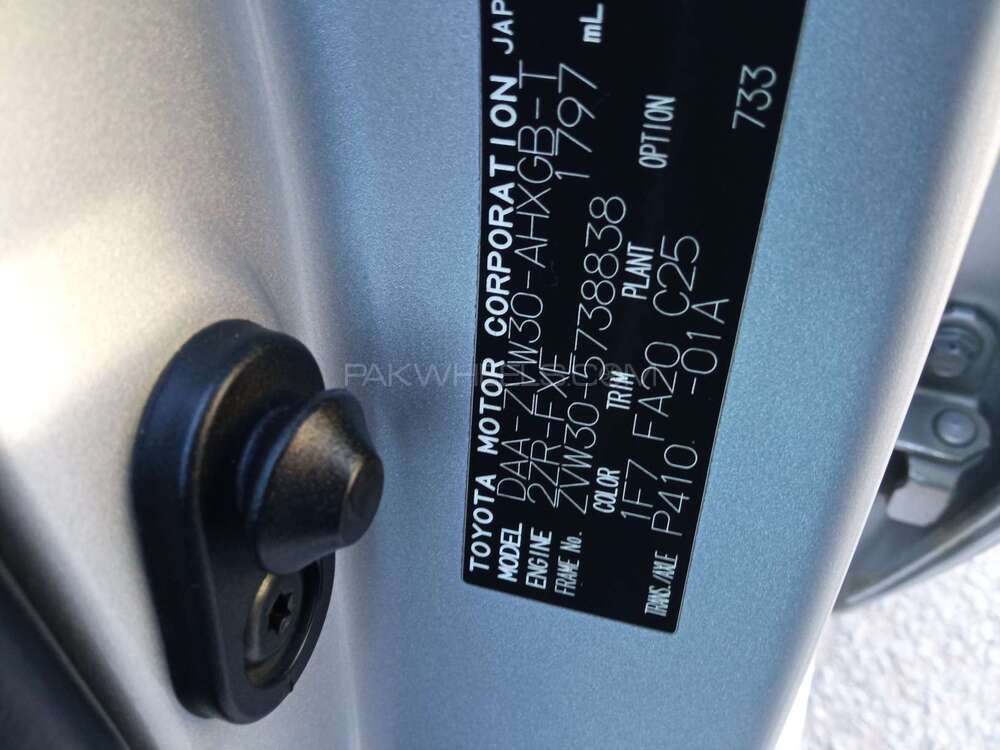 TOYOTA MOTOR CORPORATION JAP
MODEL DAA-ZVW30-AHXGB-T
ENGINE 2ZR-FXE 1797 mL
FRAME No. ZVW30-5738838
COLOR TRIM PLANT OPTION
1F7 FA20 C25
TRANS./AXLE P410 -01A 733
PAKWHEELS.COM